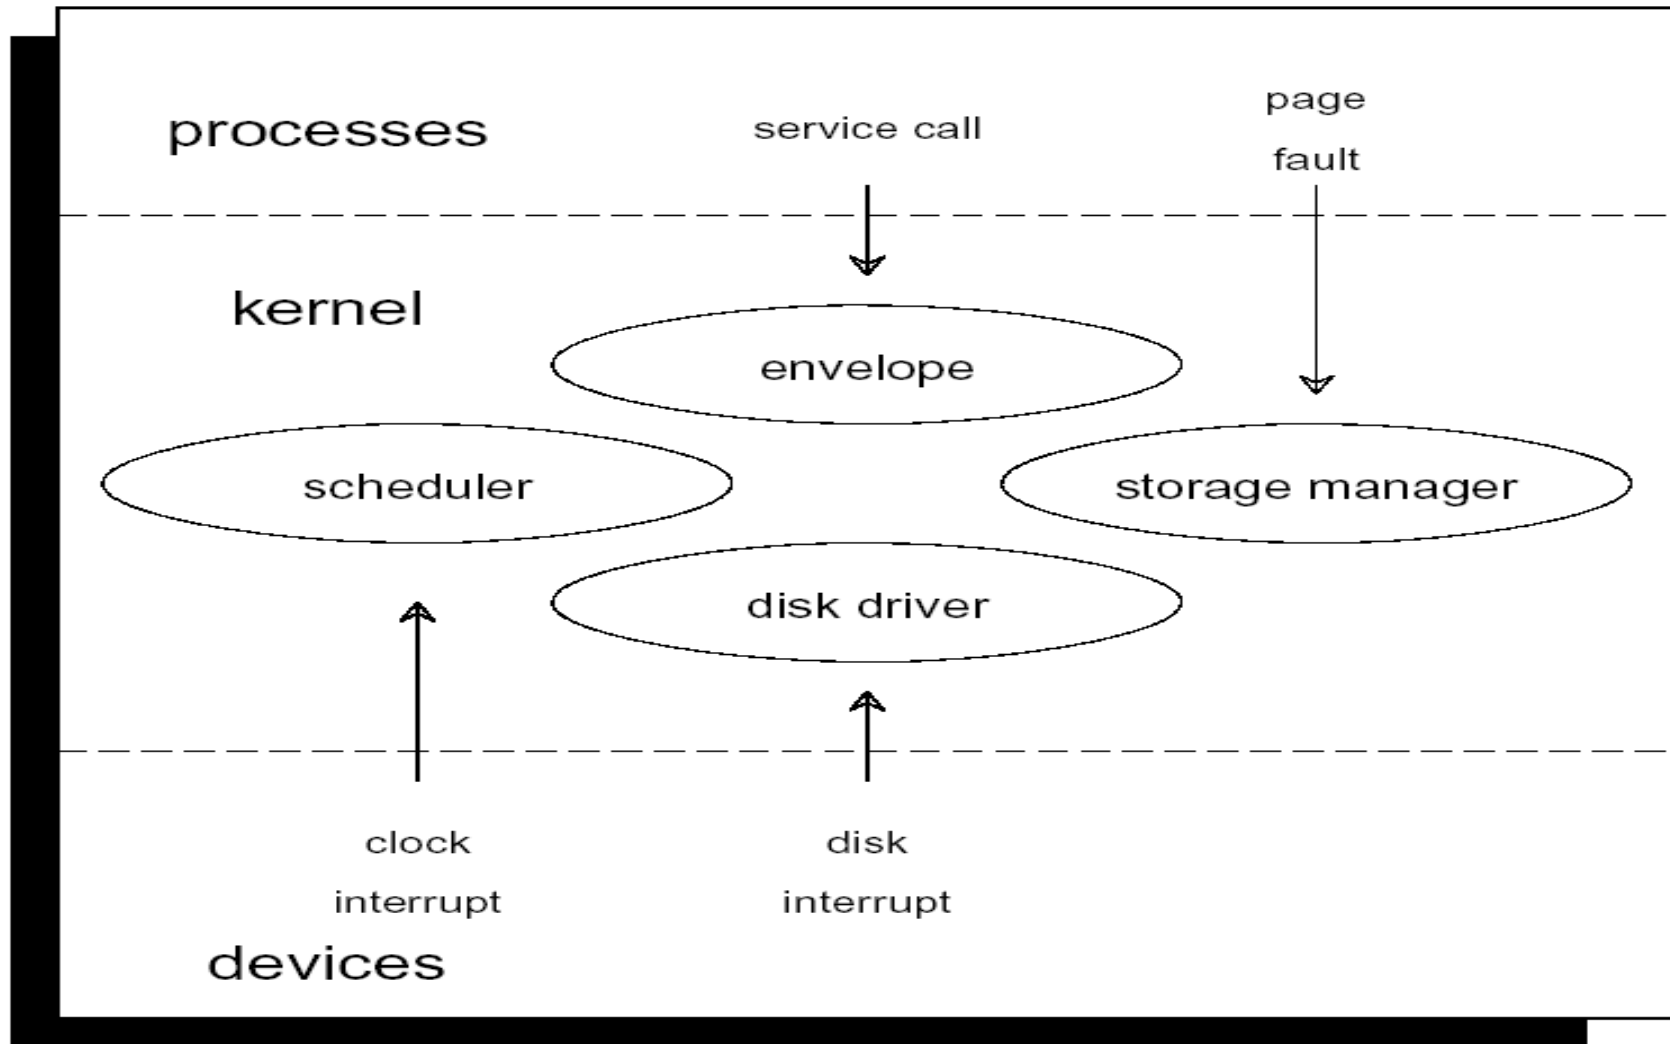 processes
service call
page
fault
kernel
envelope
scheduler
storage manager
disk driver
clock
interrupt
disk
interrupt
devices